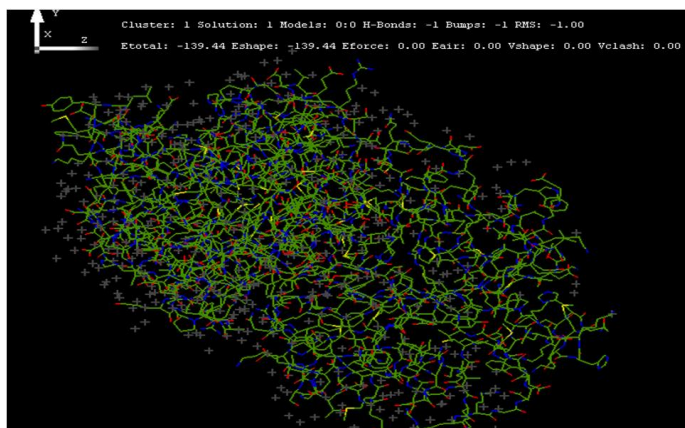 Y
Cluster: 1 Solution: 1 Models: 0:0 H-Bonds: -1 Bumps: -1 RMS: -1.00
X
Z
Etotal: -139.44 Eshape: -139.44 Eforce: 0.00 Eair: 0.00 Vshape: 0.00 Vclash: 0.00